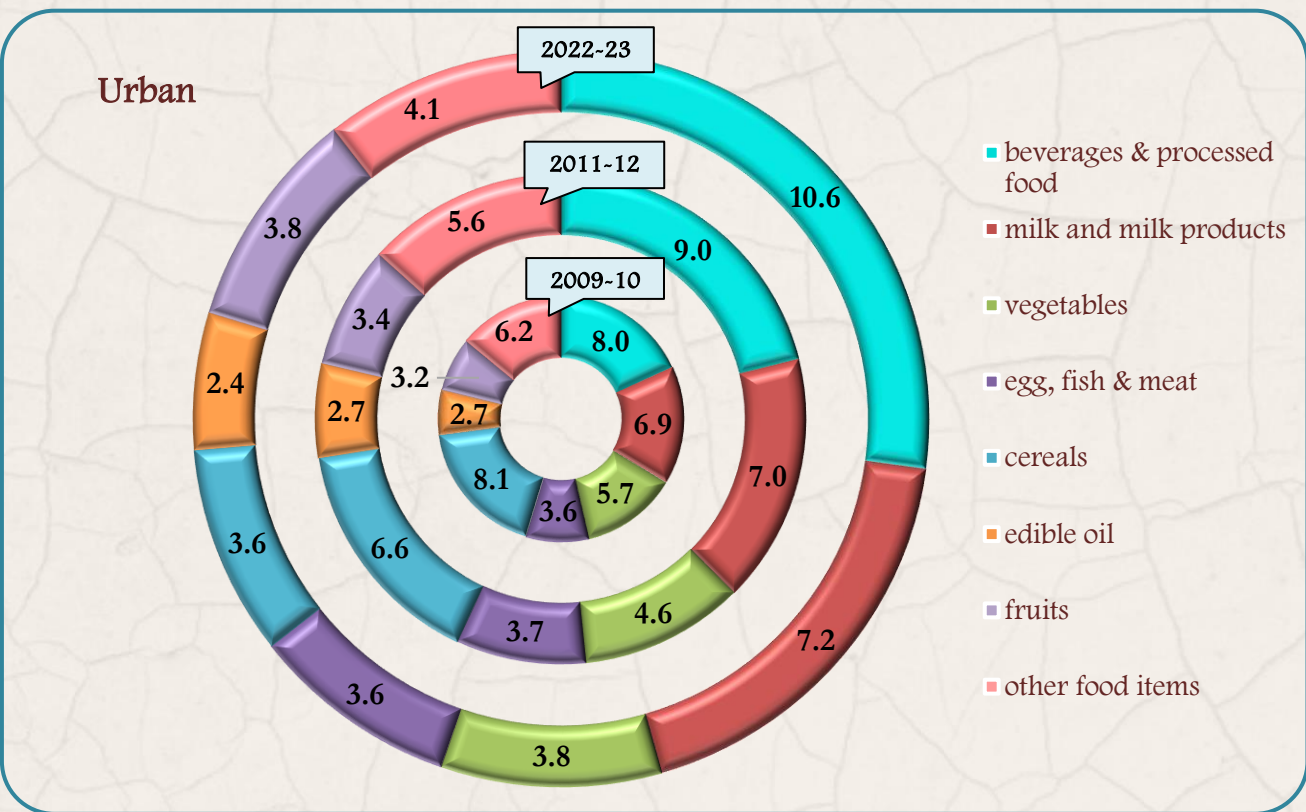 Urban
2022-23
10.6
7.2
3.8
3.6
3.6
2.4
3.8
4.1
2011-12
9.0
7.0
4.6
3.7
6.6
2.7
3.4
5.6
2009-10
8.0
6.9
5.7
3.6
8.1
2.7
3.2
6.2
beverages & processed
food
milk and milk products
vegetables
egg, fish & meat
cereals
edible oil
fruits
other food items